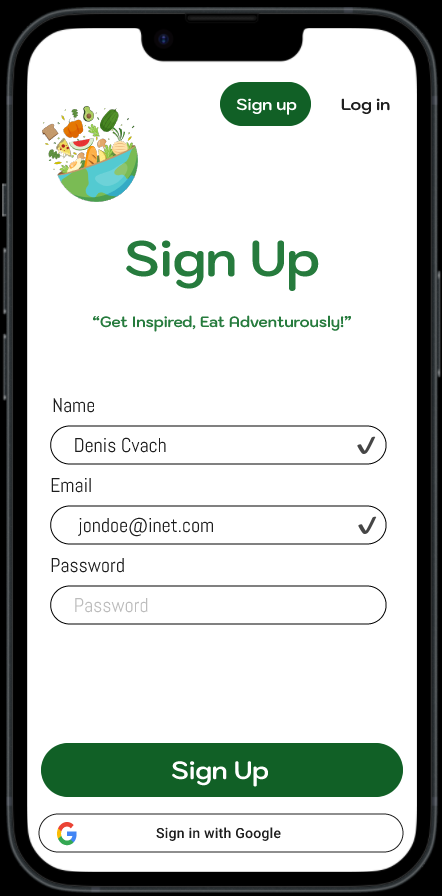 Sign up
Log in
Sign Up
“Get Inspired, Eat Adventurously!”
Name
Denis Cvach
Email
jondoe@inet.com
Password
Password
Sign Up
Sign in with Google